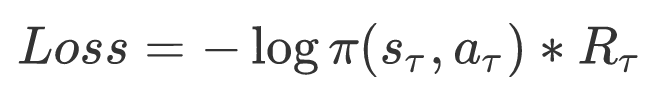 Loss = − log π(s_τ, a_τ) ∗ R_τ